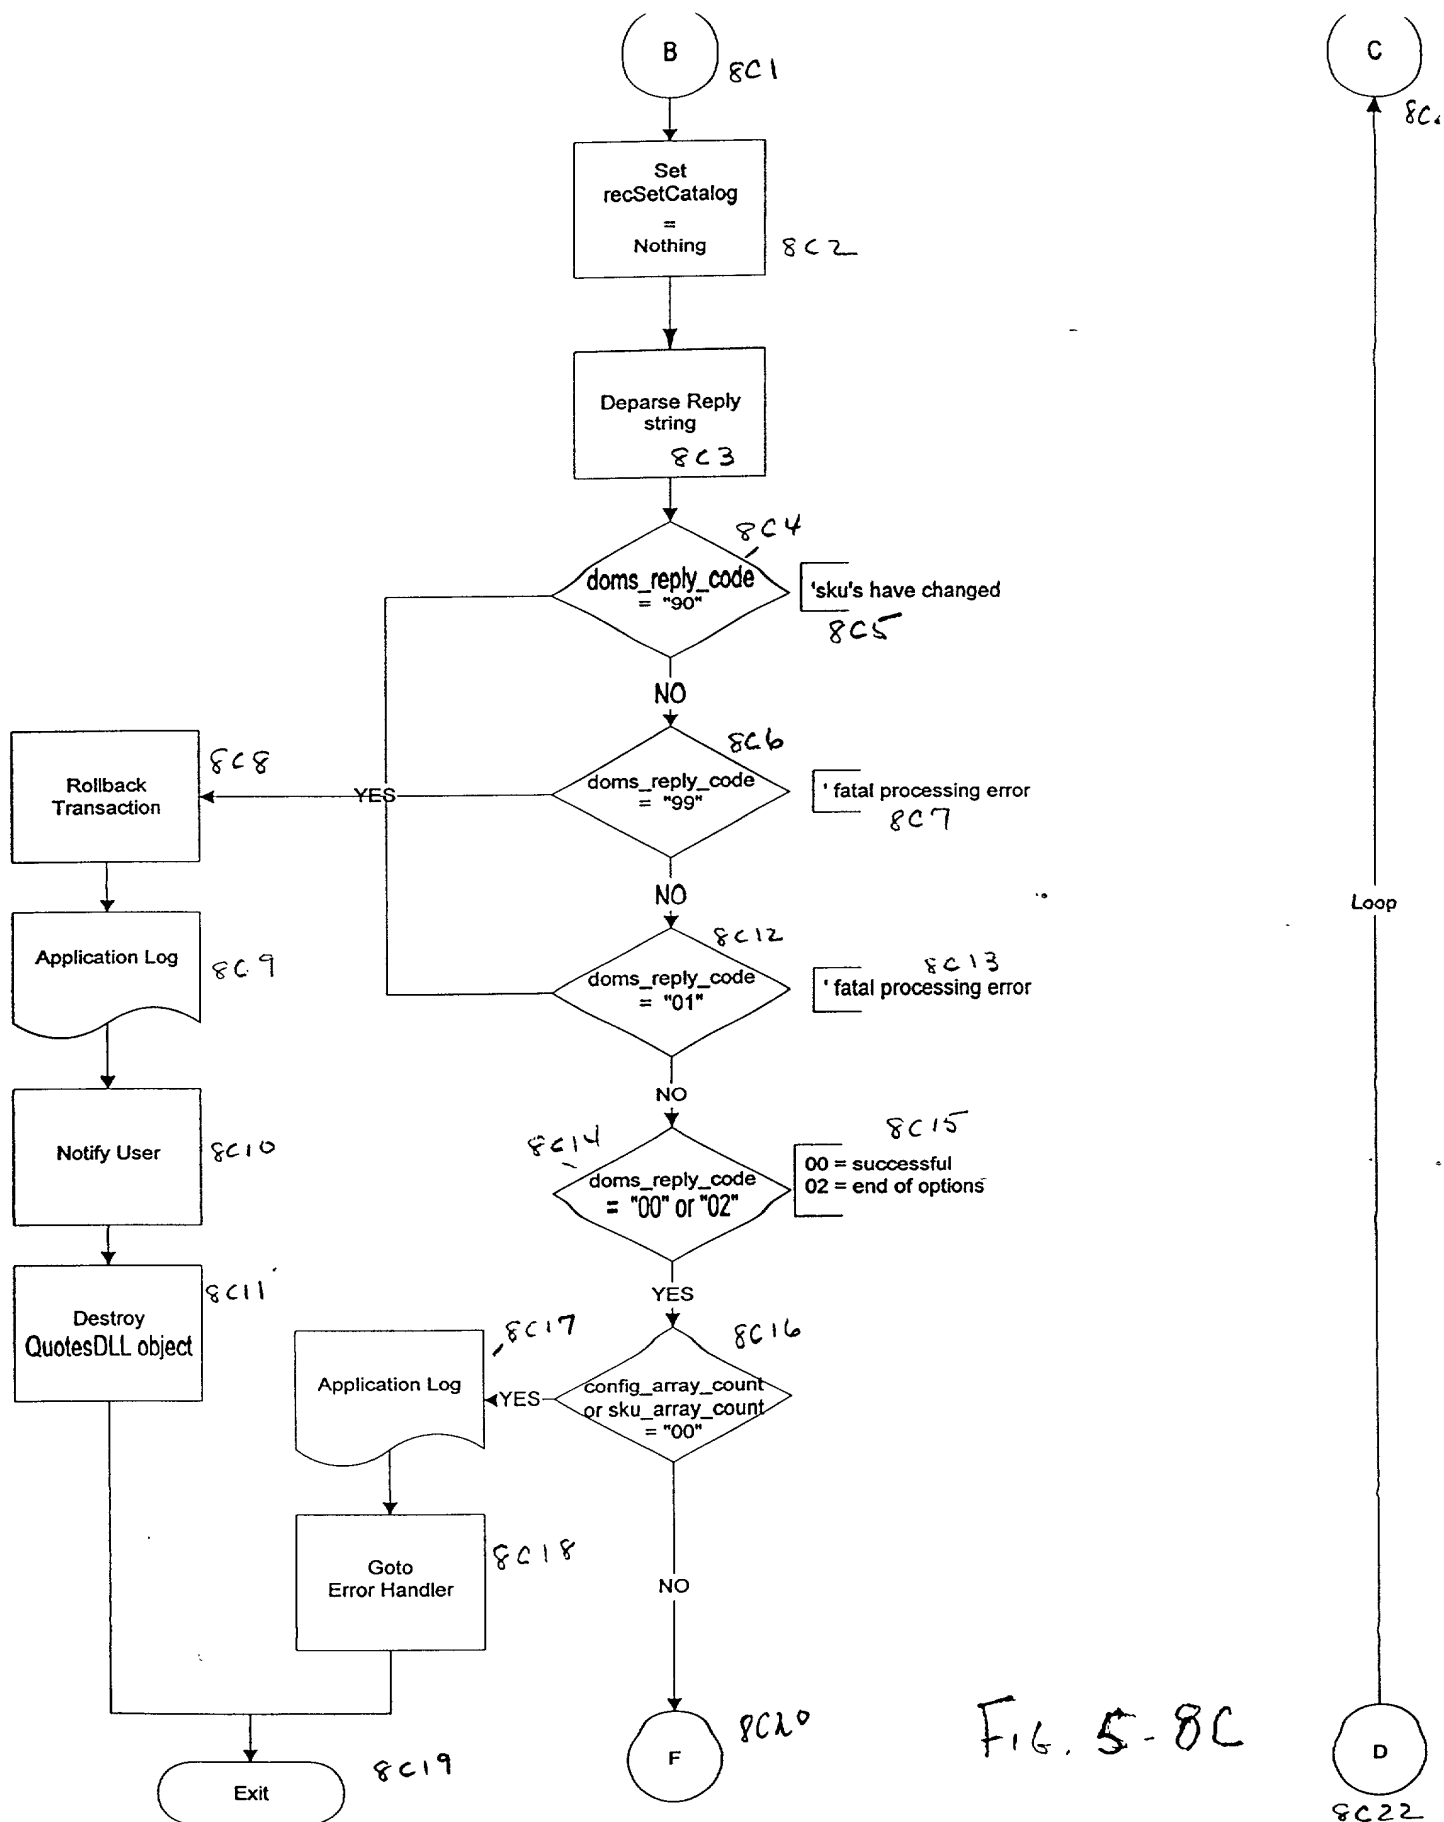 B
8C1
C
Set
recSetCatalog
=
Nothing
8C2
Deparse Reply
string
8C3
8C4
doms_reply_code
= "90"
'sku's have changed
8C5
NO
8C6
doms_reply_code
= "99"
' fatal processing error
8C7
YES
Rollback
Transaction
8C8
NO
Application Log
8C9
8C12
doms_reply_code
= "01"
8C13
' fatal processing error
Loop
NO
Notify User
8C10
8C14
doms_reply_code
= "00" or "02"
8C15
00 = successful
02 = end of options
YES
Destroy
QuotesDLL object
8C11
Application Log
8C17
YES
8C16
config_array_count
or sku_array_count
= "00"
Goto
Error Handler
8C18
NO
F
8C20
Exit
8C19
FIG. 5-8C
D
8C22